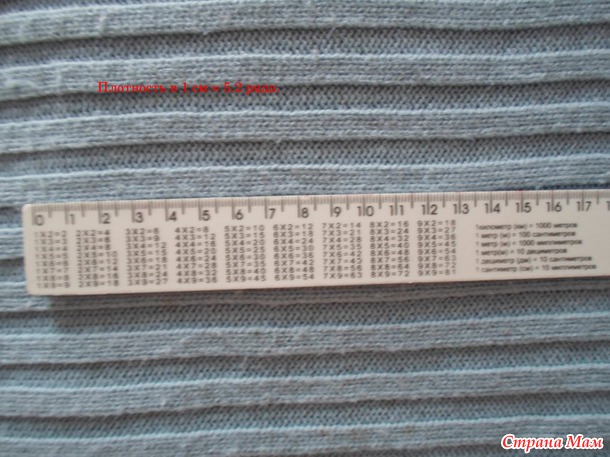 Плотность в 1 см =
0 1 2 3 4 5 6 7 8 9 10 11 12 13 14 15 16 17
1X2=2 2X2=4 3X2=6 4X2=8 5X2=10 6X2=12 7X2=14 8X2=16 9X2=18
1X3=3 2X3=6 3X3=9 4X3=12 5X3=15 6X3=18 7X3=21 8X3=24 9X3=27
1X4=4 2X4=8 3X4=12 4X4=16 5X4=20 6X4=24 7X4=28 8X4=32 9X4=36
1X5=5 2X5=10 3X5=15 4X5=20 5X5=25 6X5=30 7X5=35 8X5=40 9X5=45
1X6=6 2X6=12 3X6=18 4X6=24 5X6=30 6X6=36 7X6=42 8X6=48 9X6=54
1X7=7 2X7=14 3X7=21 4X7=28 5X7=35 6X7=42 7X7=49 8X7=56 9X7=63
1X8=8 2X8=16 3X8=24 4X8=32 5X8=40 6X8=48 7X8=56 8X8=64 9X8=72
1X9=9 2X9=18 3X9=27 4X9=36 5X9=45 6X9=54 7X9=63 8X9=72 9X9=81
1километр (км) = 1000 метров
1 метр (м) = 100 сантиметров
1 метр (м) = 1000 миллиметров
1 метр(м) = 10 дециметров
1 дециметр (дм) = 10 сантиметров
1 сантиметр (см) = 10 миллиметров
Страна Мам